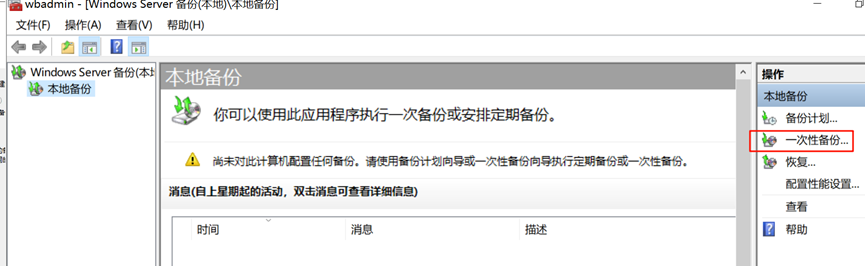 wbadmin - [Windows Server 备份(本地)\本地备份]
文件(F) 操作(A) 查看(V) 帮助(H)
Windows Server 备份(本地
本地备份
本地备份
你可以使用此应用程序执行一次备份或安排定期备份。
尚未对此计算机配置任何备份。请使用备份计划向导或一次性备份向导执行定期备份或一次性备份。
消息(自上星期起的活动，双击消息可查看详细信息)
时间 消息 描述
操作
本地备份
备份计划...
一次性备份...
恢复...
配置性能设置...
查看
帮助